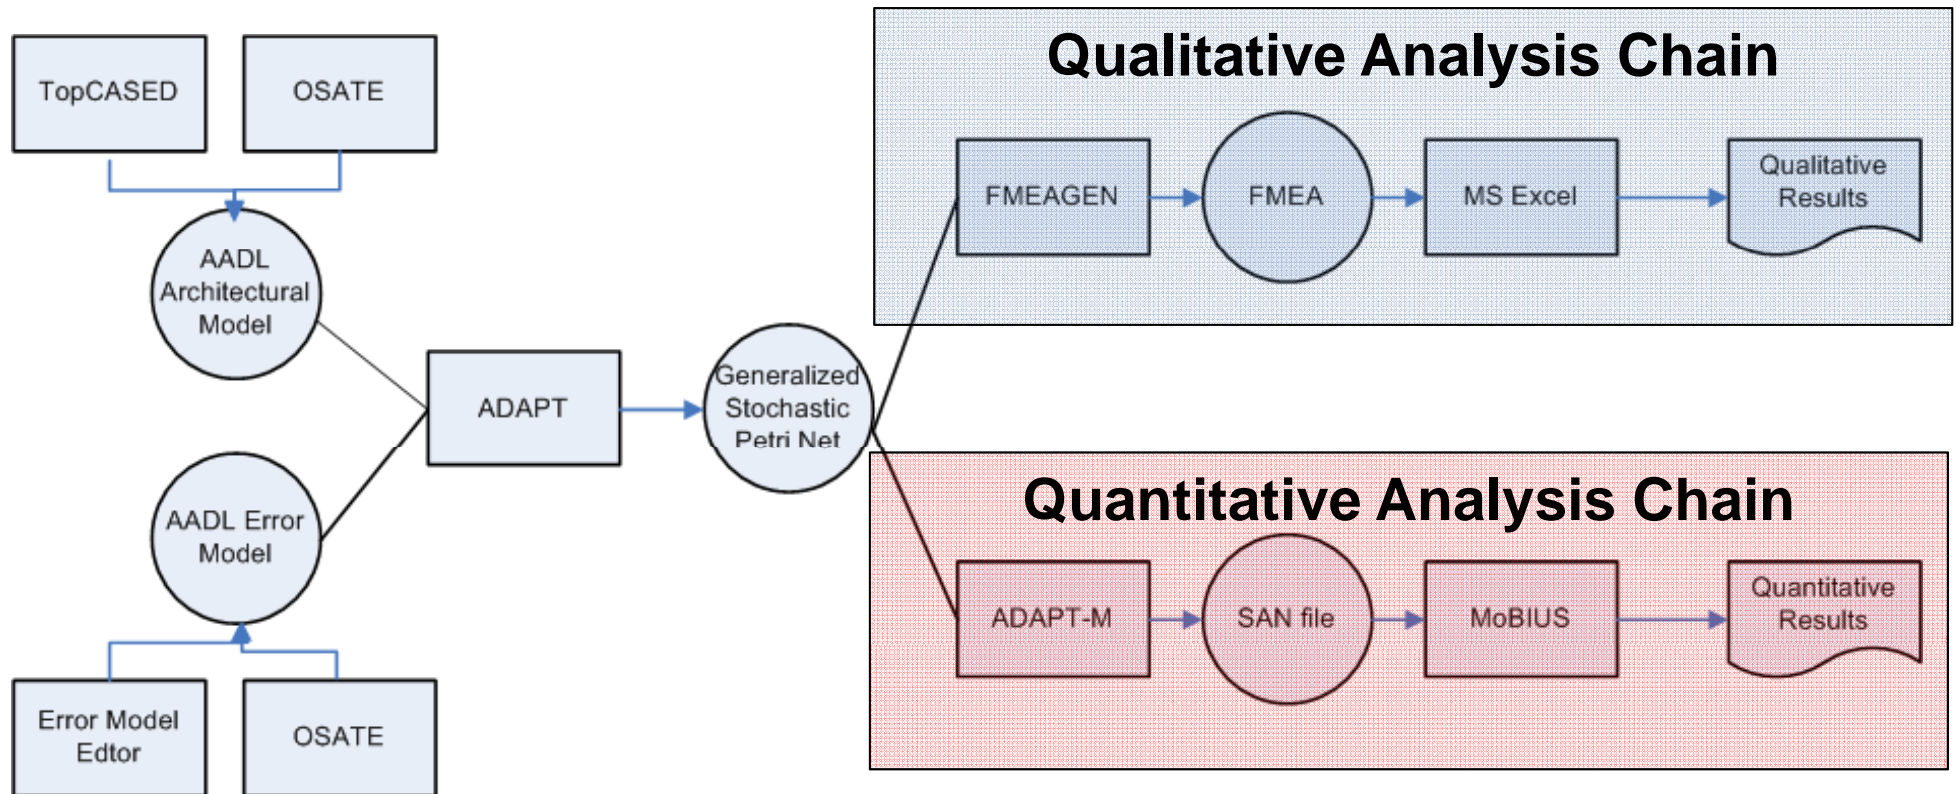 TopCASED
OSATE
AADL
Architectural
Model
AADL Error
Model
Error Model
Edtor
OSATE
ADAPT
Generalized
Stochastic
Petri Net
Qualitative Analysis Chain
FMEAGEN
FMEA
MS Excel
Qualitative
Results
Quantitative Analysis Chain
ADAPT-M
SAN file
MoBIUS
Quantitative
Results